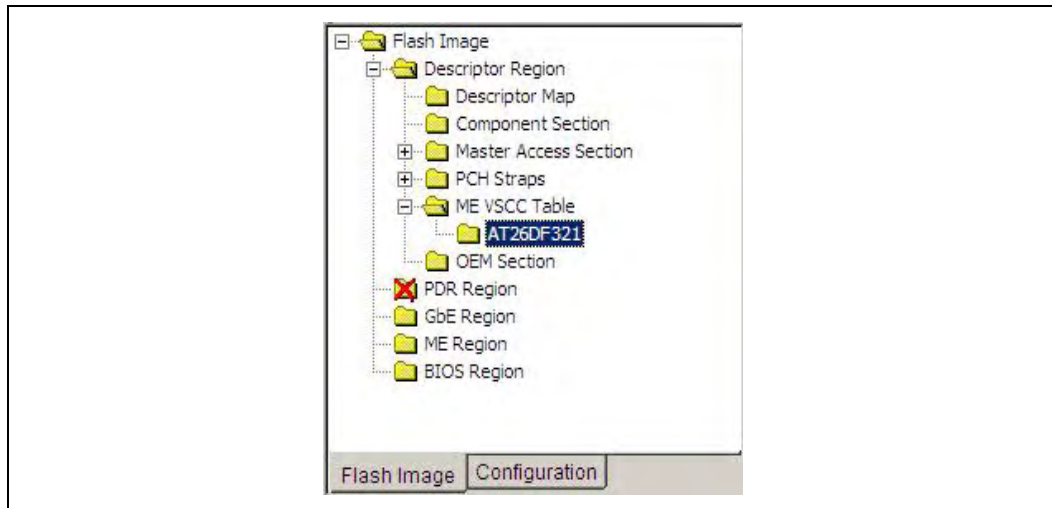 Flash Image
Descriptor Region
Descriptor Map
Component Section
Master Access Section
PCH Straps
ME VSCC Table
AT26DF321
OEM Section
PDR Region
GbE Region
ME Region
BIOS Region
Flash Image Configuration